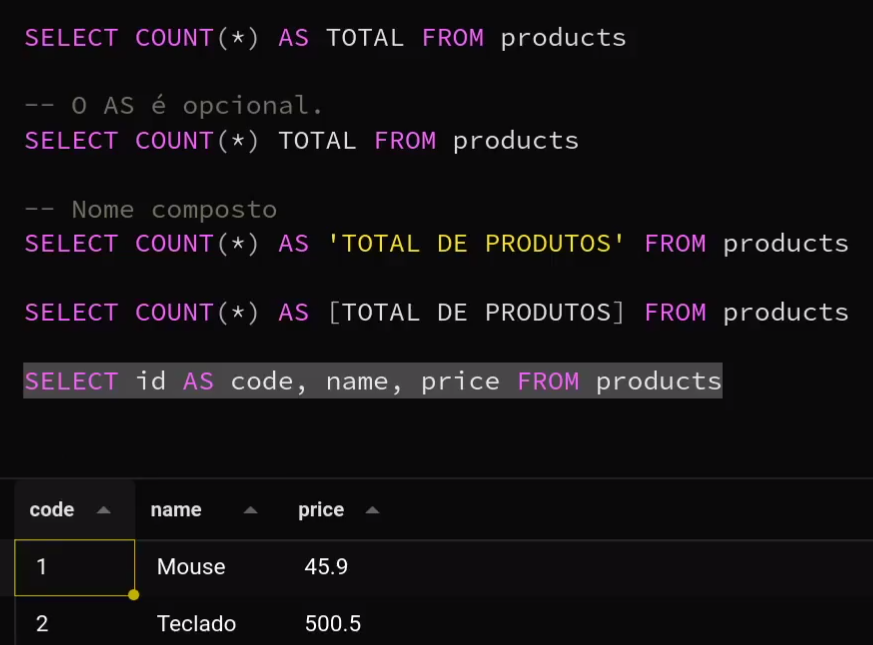 SELECT COUNT(*) AS TOTAL FROM products
-- O AS é opcional.
SELECT COUNT(*) TOTAL FROM products
-- Nome composto
SELECT COUNT(*) AS 'TOTAL DE PRODUTOS' FROM products
SELECT COUNT(*) AS [TOTAL DE PRODUTOS] FROM products
SELECT id AS code, name, price FROM products
code name price
1 Mouse 45.9
2 Teclado 500.5